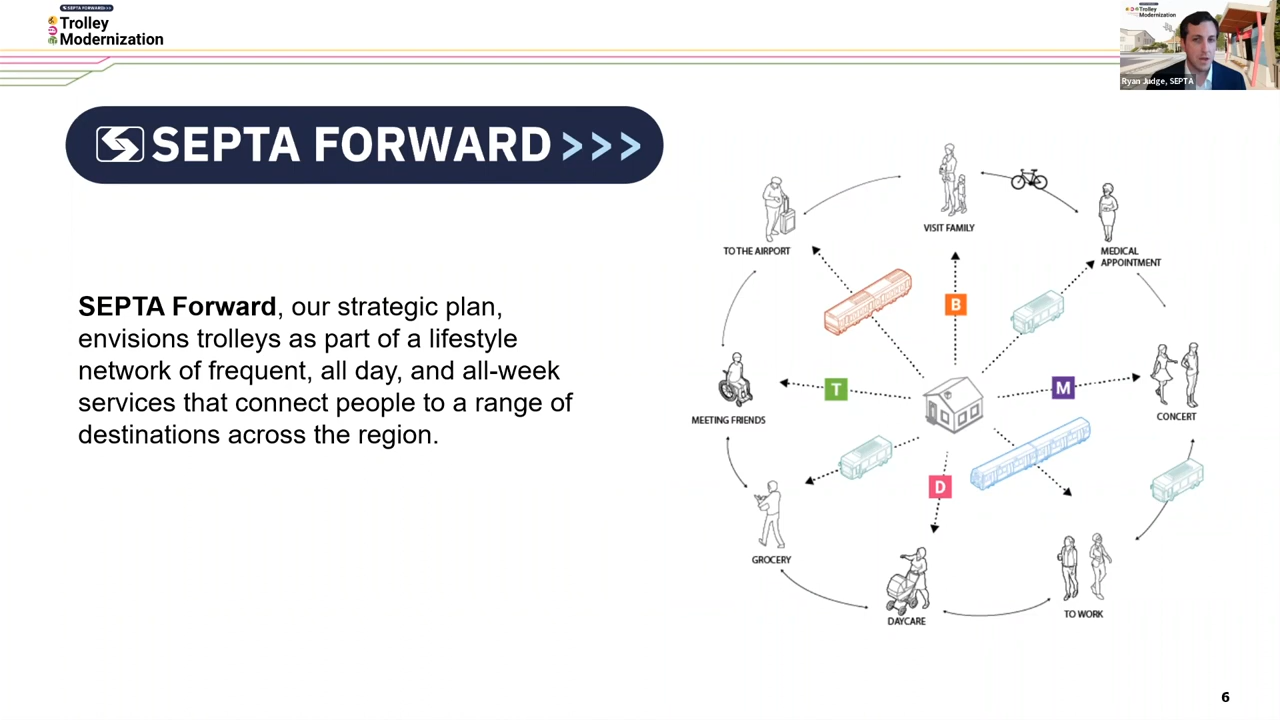 SEPTA FORWARD >>>
Trolley
Modernization
Trolley
Modernization
Ryan Judge, SEPTA
SEPTA FORWARD >>>
SEPTA Forward, our strategic plan,
envisions trolleys as part of a lifestyle
network of frequent, all day, and all-week
services that connect people to a range of
destinations across the region.
VISIT FAMILY
TO THE AIRPORT
MEDICAL
APPOINTMENT
B
T
M
MEETING FRIENDS
CONCERT
D
GROCERY
DAYCARE
TO WORK
6